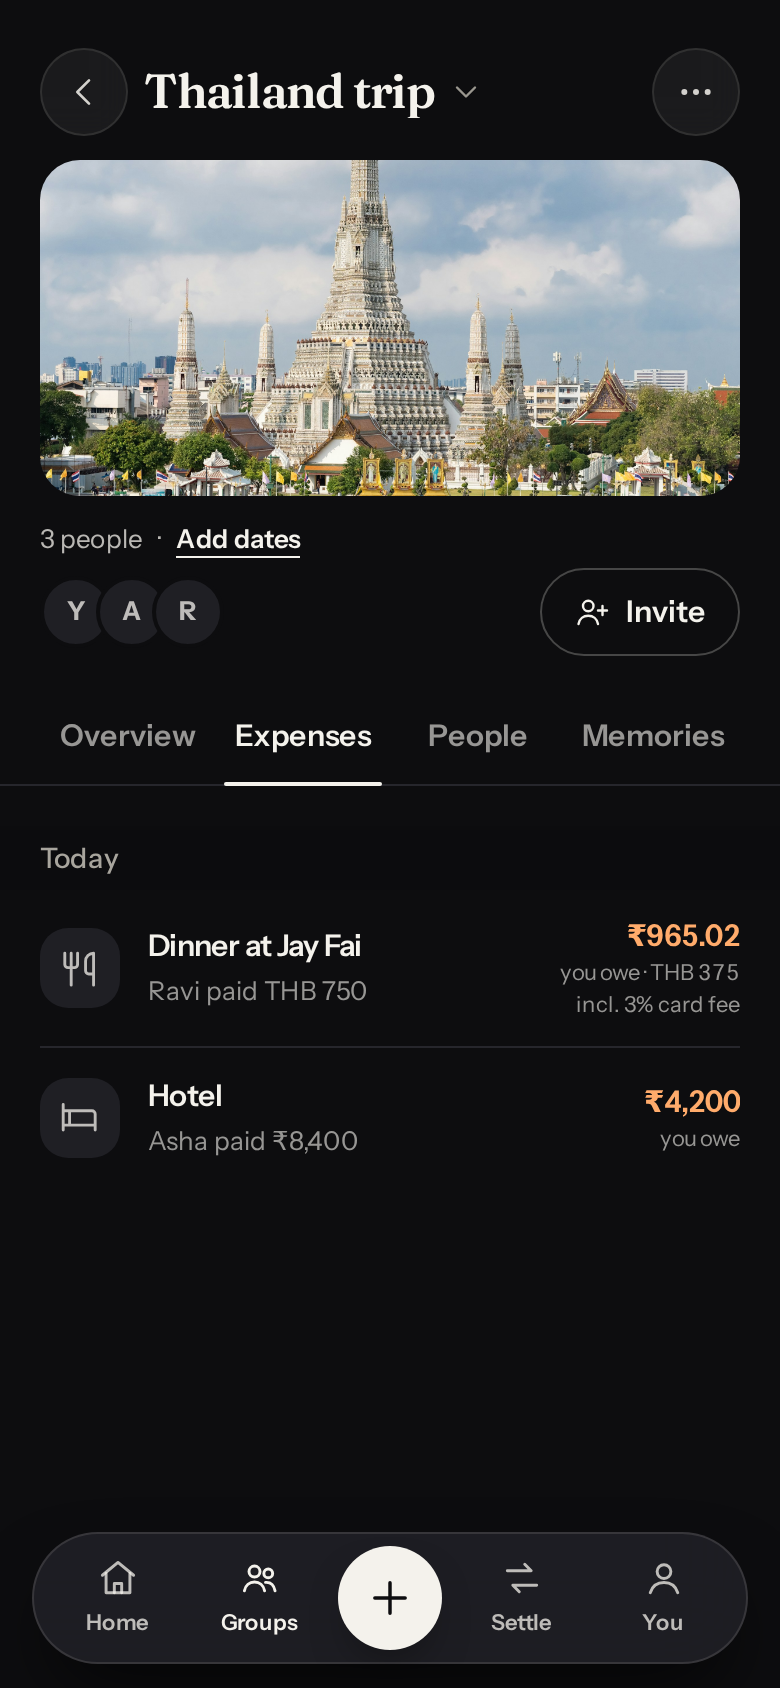 Thailand trip
3 people · Add dates
Y A R
Invite
Overview Expenses People Memories
Today
Dinner at Jay Fai
Ravi paid THB 750
₹965.02
you owe · THB 375
incl. 3% card fee
Hotel
Asha paid ₹8,400
₹4,200
you owe
Home Groups Settle You